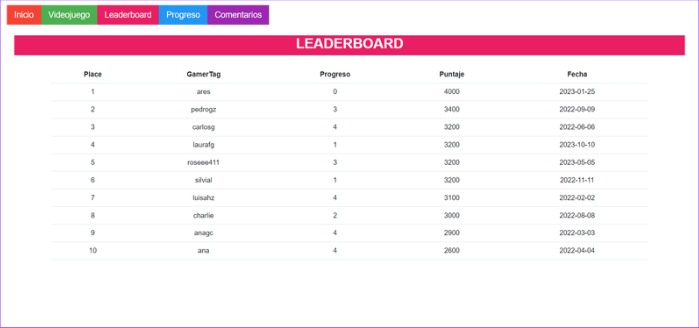 Inicio Videojuego Leaderboard Progreso Comentarios
LEADERBOARD
Place GamerTag Progreso Puntaje Fecha
1 ares 0 4000 2023-01-25
2 pedrogz 3 3400 2022-09-09
3 carlosg 4 3200 2022-06-06
4 laurafg 1 3200 2023-10-10
5 roseee411 3 3200 2023-05-05
6 silvial 1 3200 2022-11-11
7 luisahz 4 3100 2022-02-02
8 charlie 2 3000 2022-08-08
9 anagc 4 2900 2022-03-03
10 ana 4 2600 2022-04-04